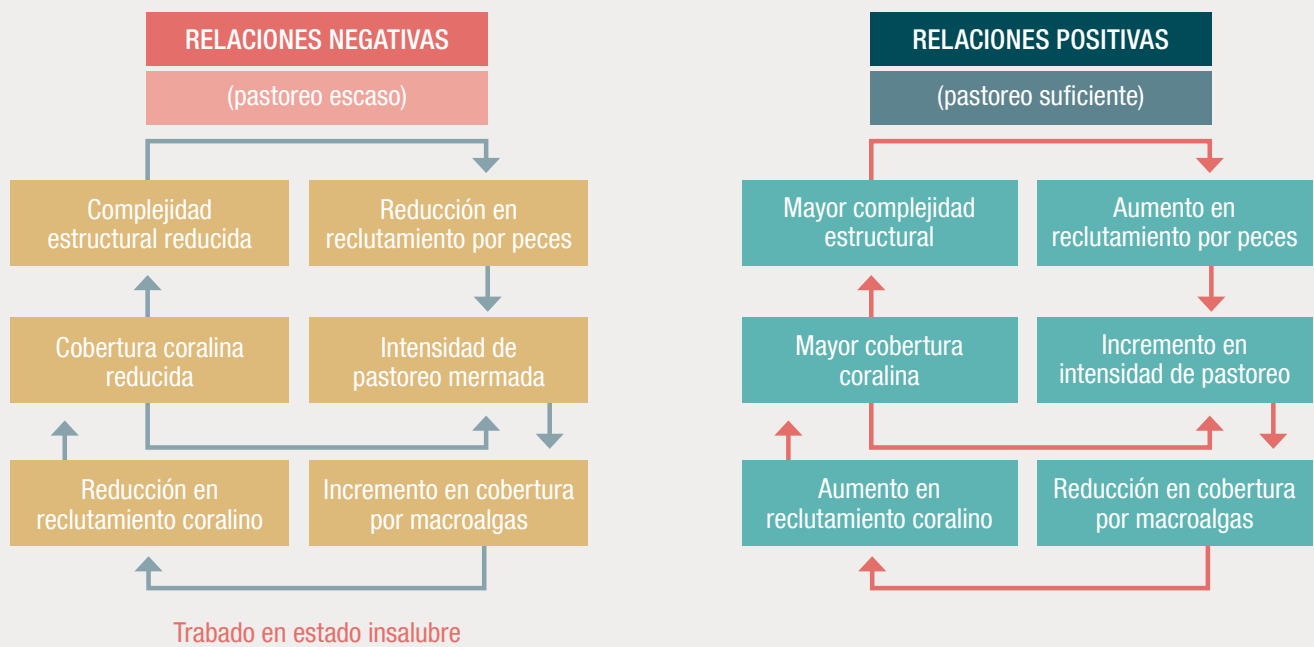 RELACIONES NEGATIVAS
(pastoreo escaso)
Complejidad
estructural reducida
Reducción en
reclutamiento por peces
Cobertura coralina
reducida
Intensidad de
pastoreo mermada
Reducción en
reclutamiento coralino
Incremento en cobertura
por macroalgas
Trabado en estado insalubre
RELACIONES POSITIVAS
(pastoreo suficiente)
Mayor complejidad
estructural
Aumento en
reclutamiento por peces
Mayor cobertura
coralina
Incremento en
intensidad de pastoreo
Aumento en
reclutamiento coralino
Reducción en cobertura
por macroalgas